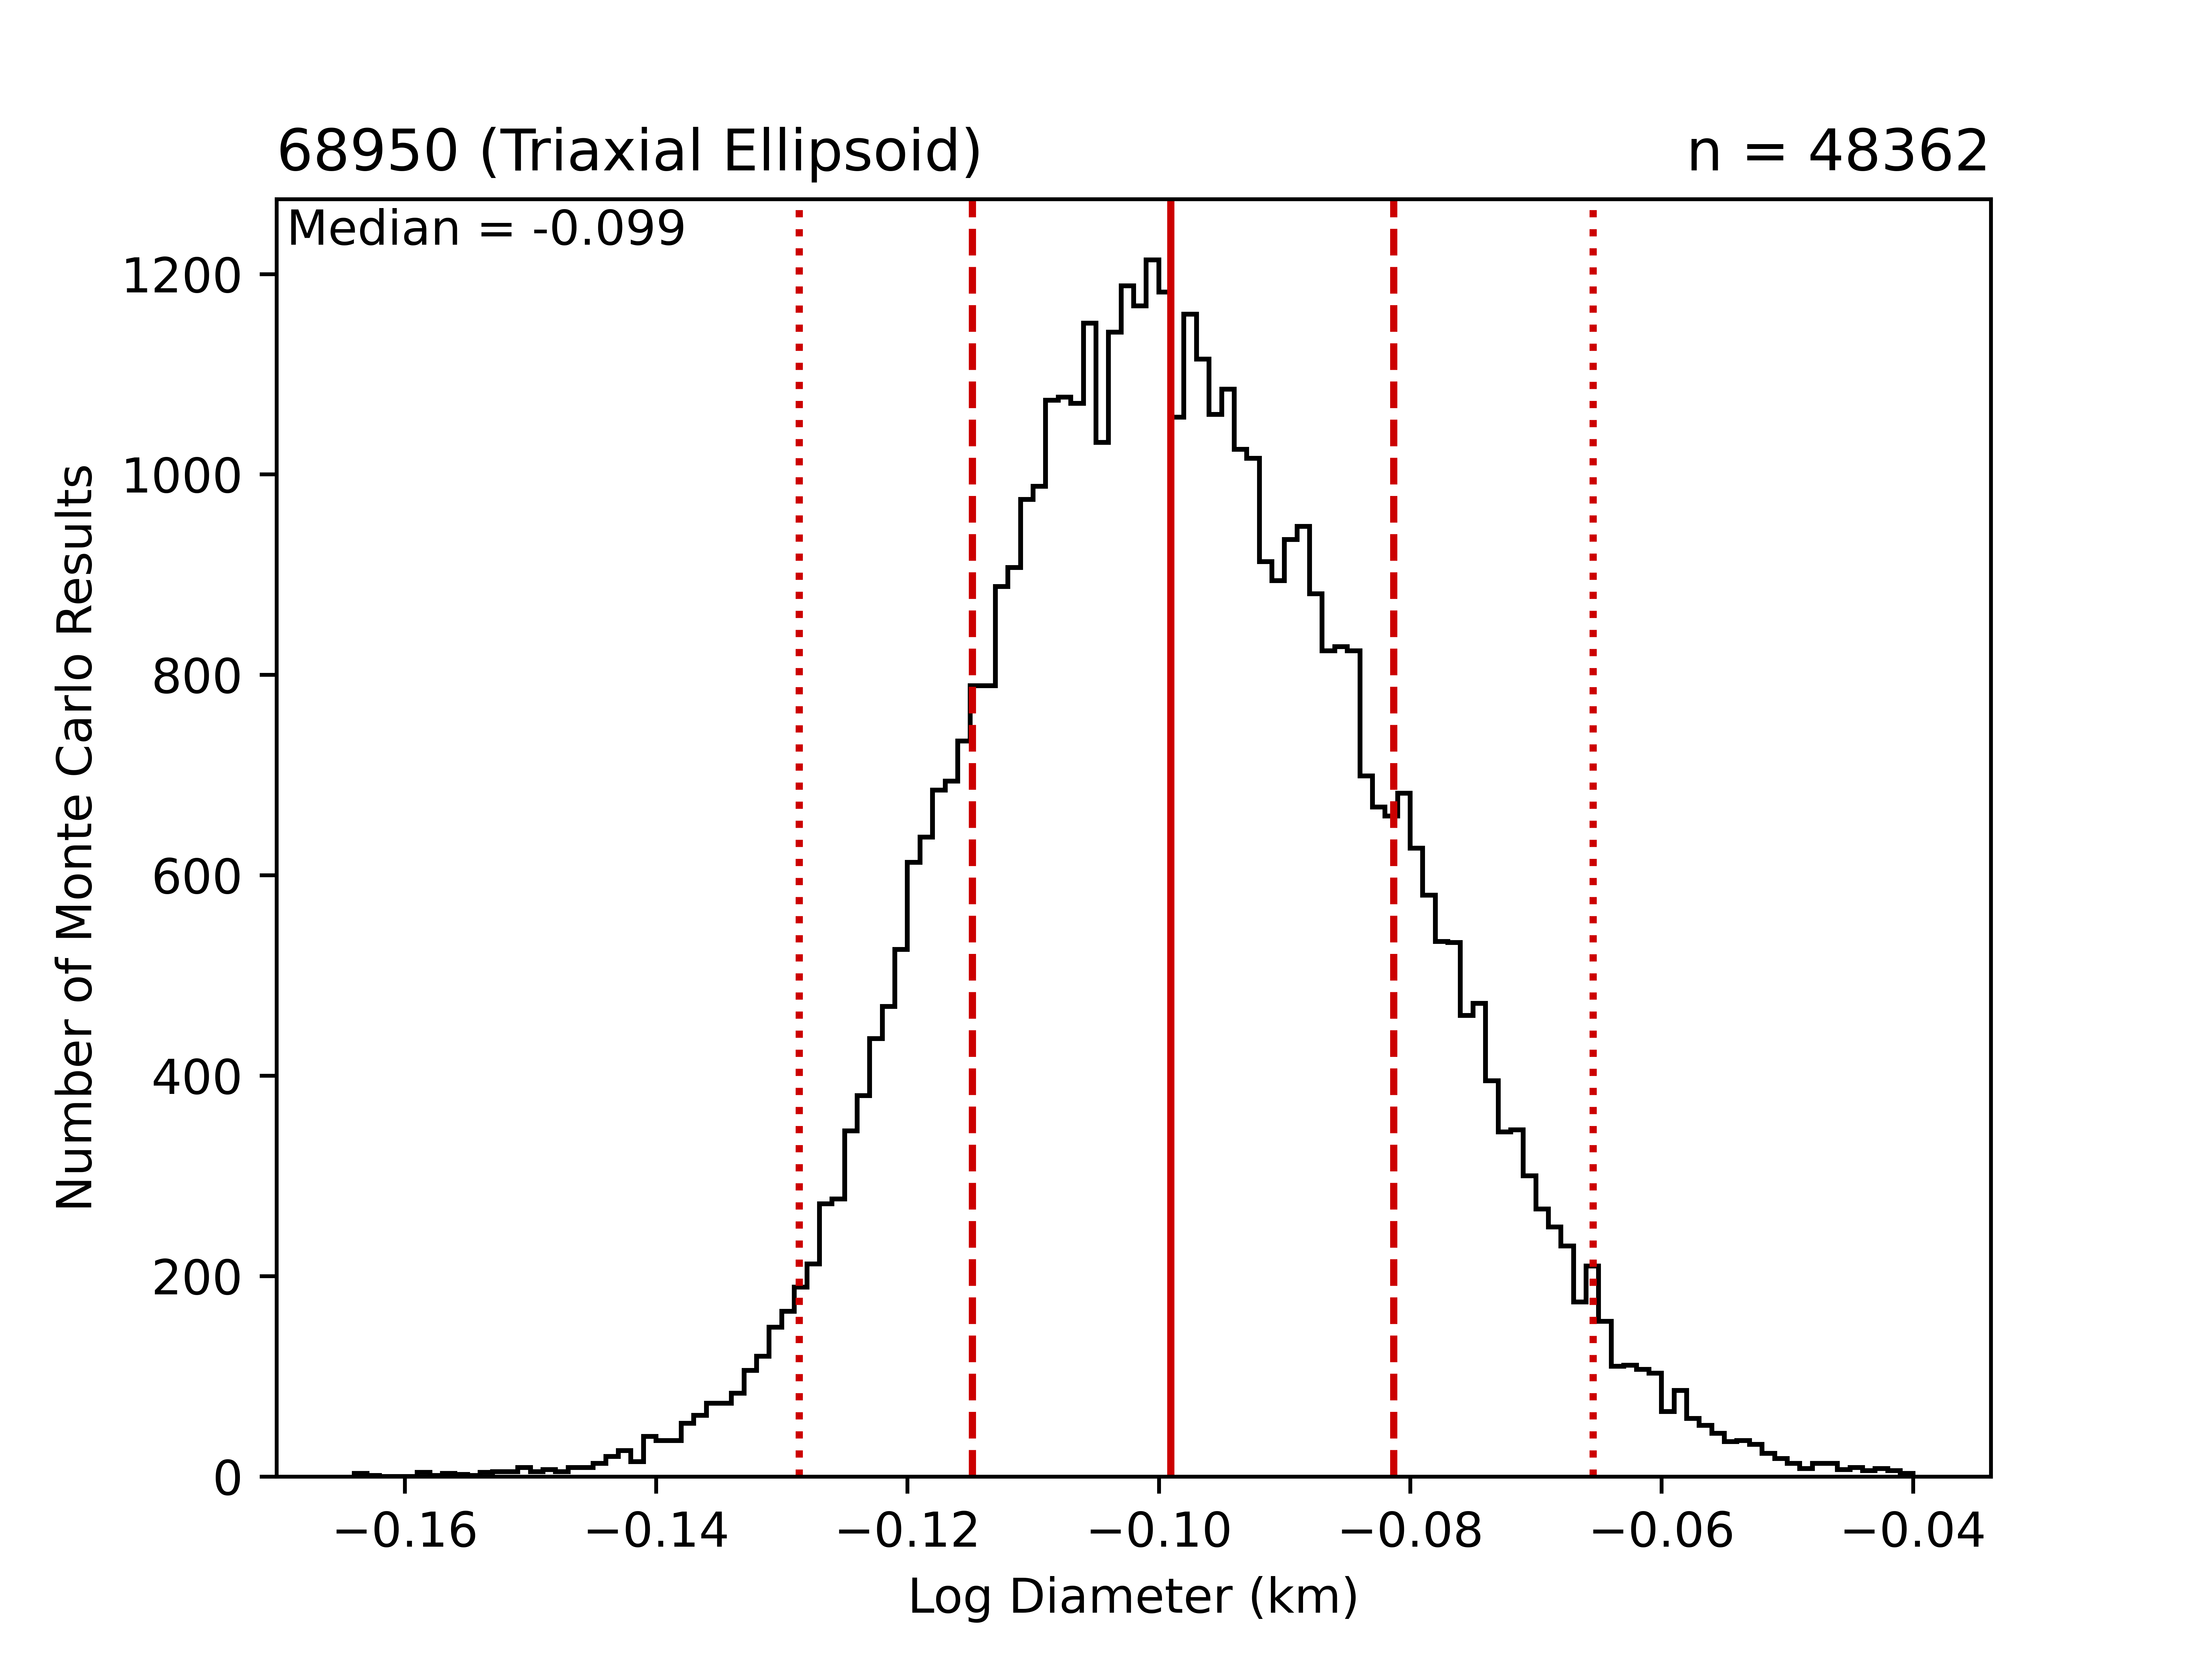 68950 (Triaxial Ellipsoid)
n = 48362
Median = -0.099
1200
1000
800
600
400
200
0
Number of Monte Carlo Results
−0.16
−0.14
−0.12
−0.10
−0.08
−0.06
−0.04
Log Diameter (km)